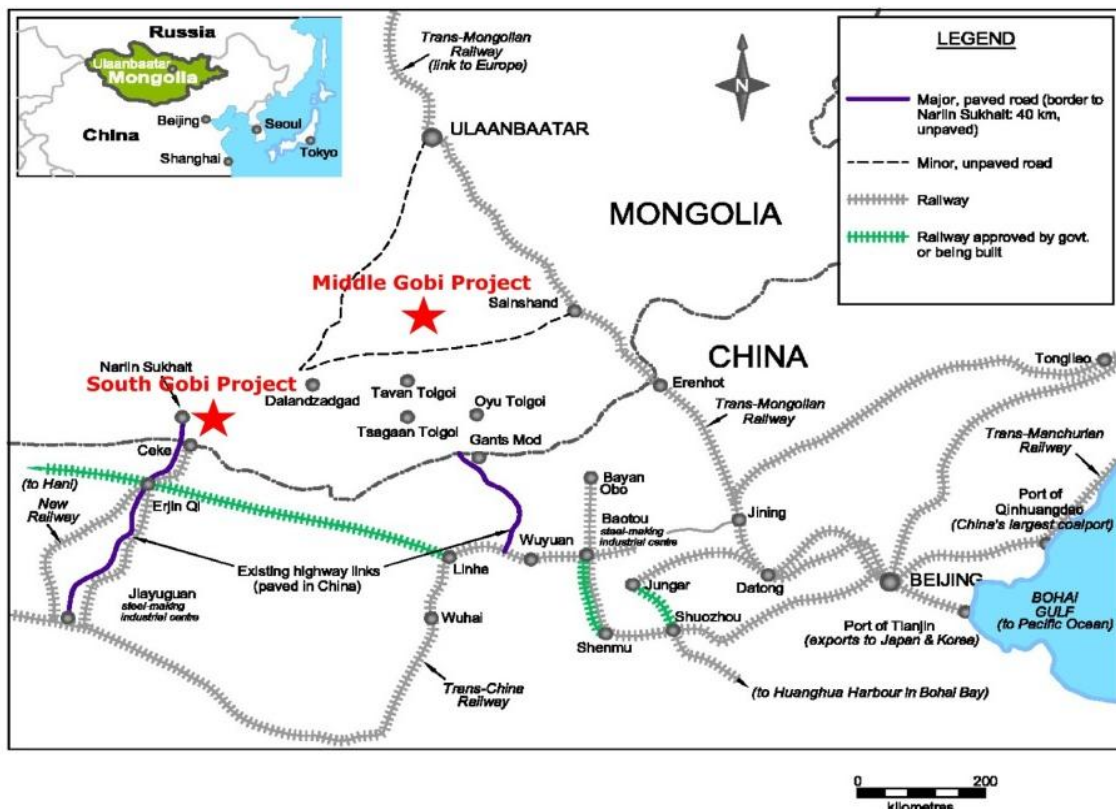 Russia
Ulaanbaatar
Mongolia
China
Beijing
Seoul
Shanghai
Tokyo
Trans-Mongolian
Railway
(link to Europe)
N
LEGEND
Major, paved road (border to
Nariin Sukhait: 40 km,
unpaved)
Minor, unpaved road
Railway
Railway approved by govt.
or being built
ULAANBAATAR
MONGOLIA
Middle Gobi Project
Sainshand
CHINA
Nariin Sukhait
South Gobi Project
Dalandzadgad
Tavan Tolgoi
Oyu Tolgoi
Tsagaan Tolgoi
Gants Mod
Erenhot
Tongliao
Trans-Mongolian
Railway
Trans-Manchurian
Railway
Ceke
(to Hani)
New
Railway
Erjin Qi
Bayan
Obo
Port of
Qinhuangdao
(China's largest coalport)
Baotou
steel-making
industrial centre
Jining
Wuyuan
Existing highway links
(paved in China)
Linhe
Jungar
Datong
BEIJING
Jiayuguan
steel-making
industrial centre
Wuhai
Shuozhou
Shenmu
Port of Tianjin
(exports to Japan & Korea)
BOHAI
GULF
(to Pacific Ocean)
Trans-China
Railway
(to Huanghua Harbour in Bohai Bay)
0 200
kilometres